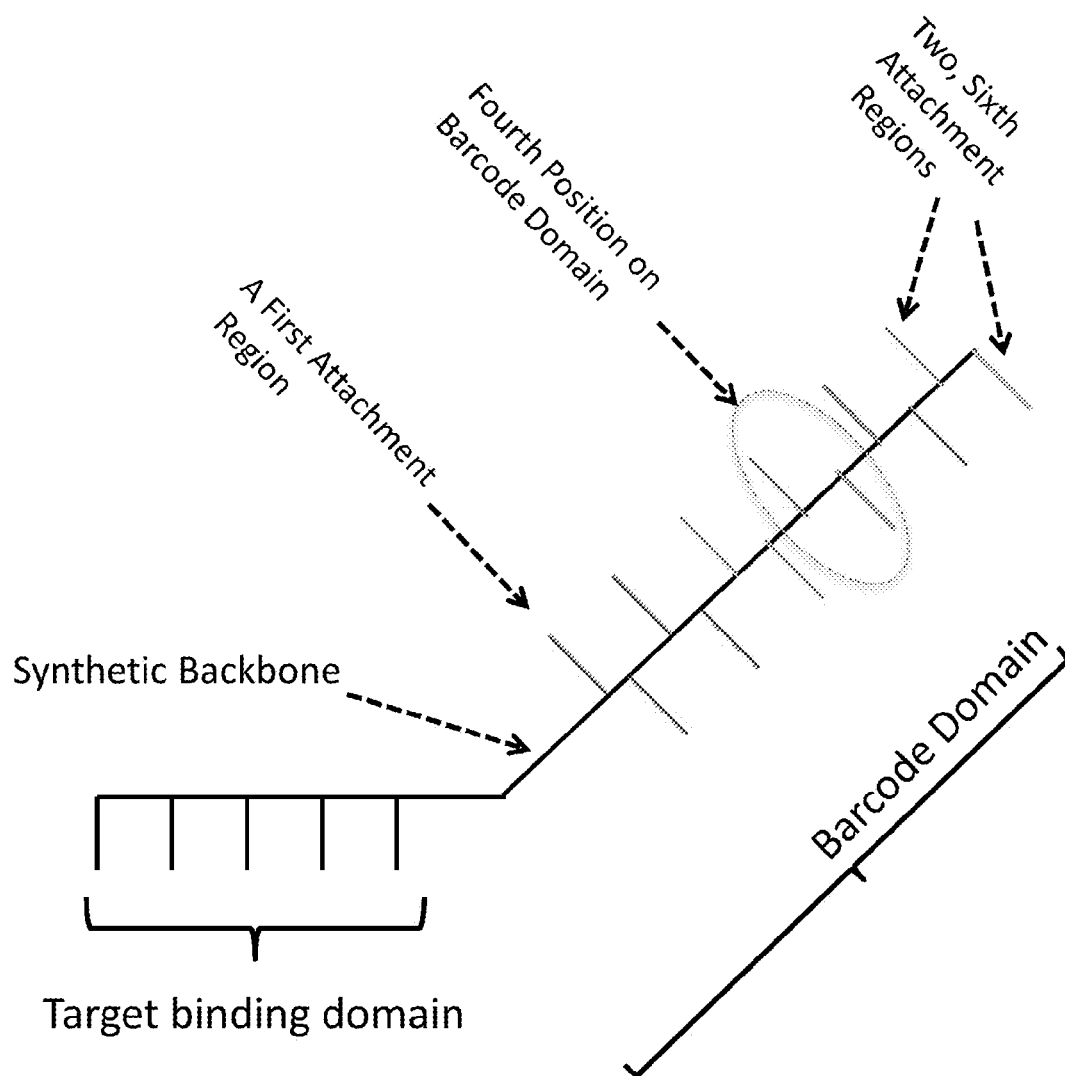 Two, Sixth
Attachment
Regions
Fourth Position on
Barcode Domain
A First Attachment
Region
Synthetic Backbone
Barcode Domain
Target binding domain